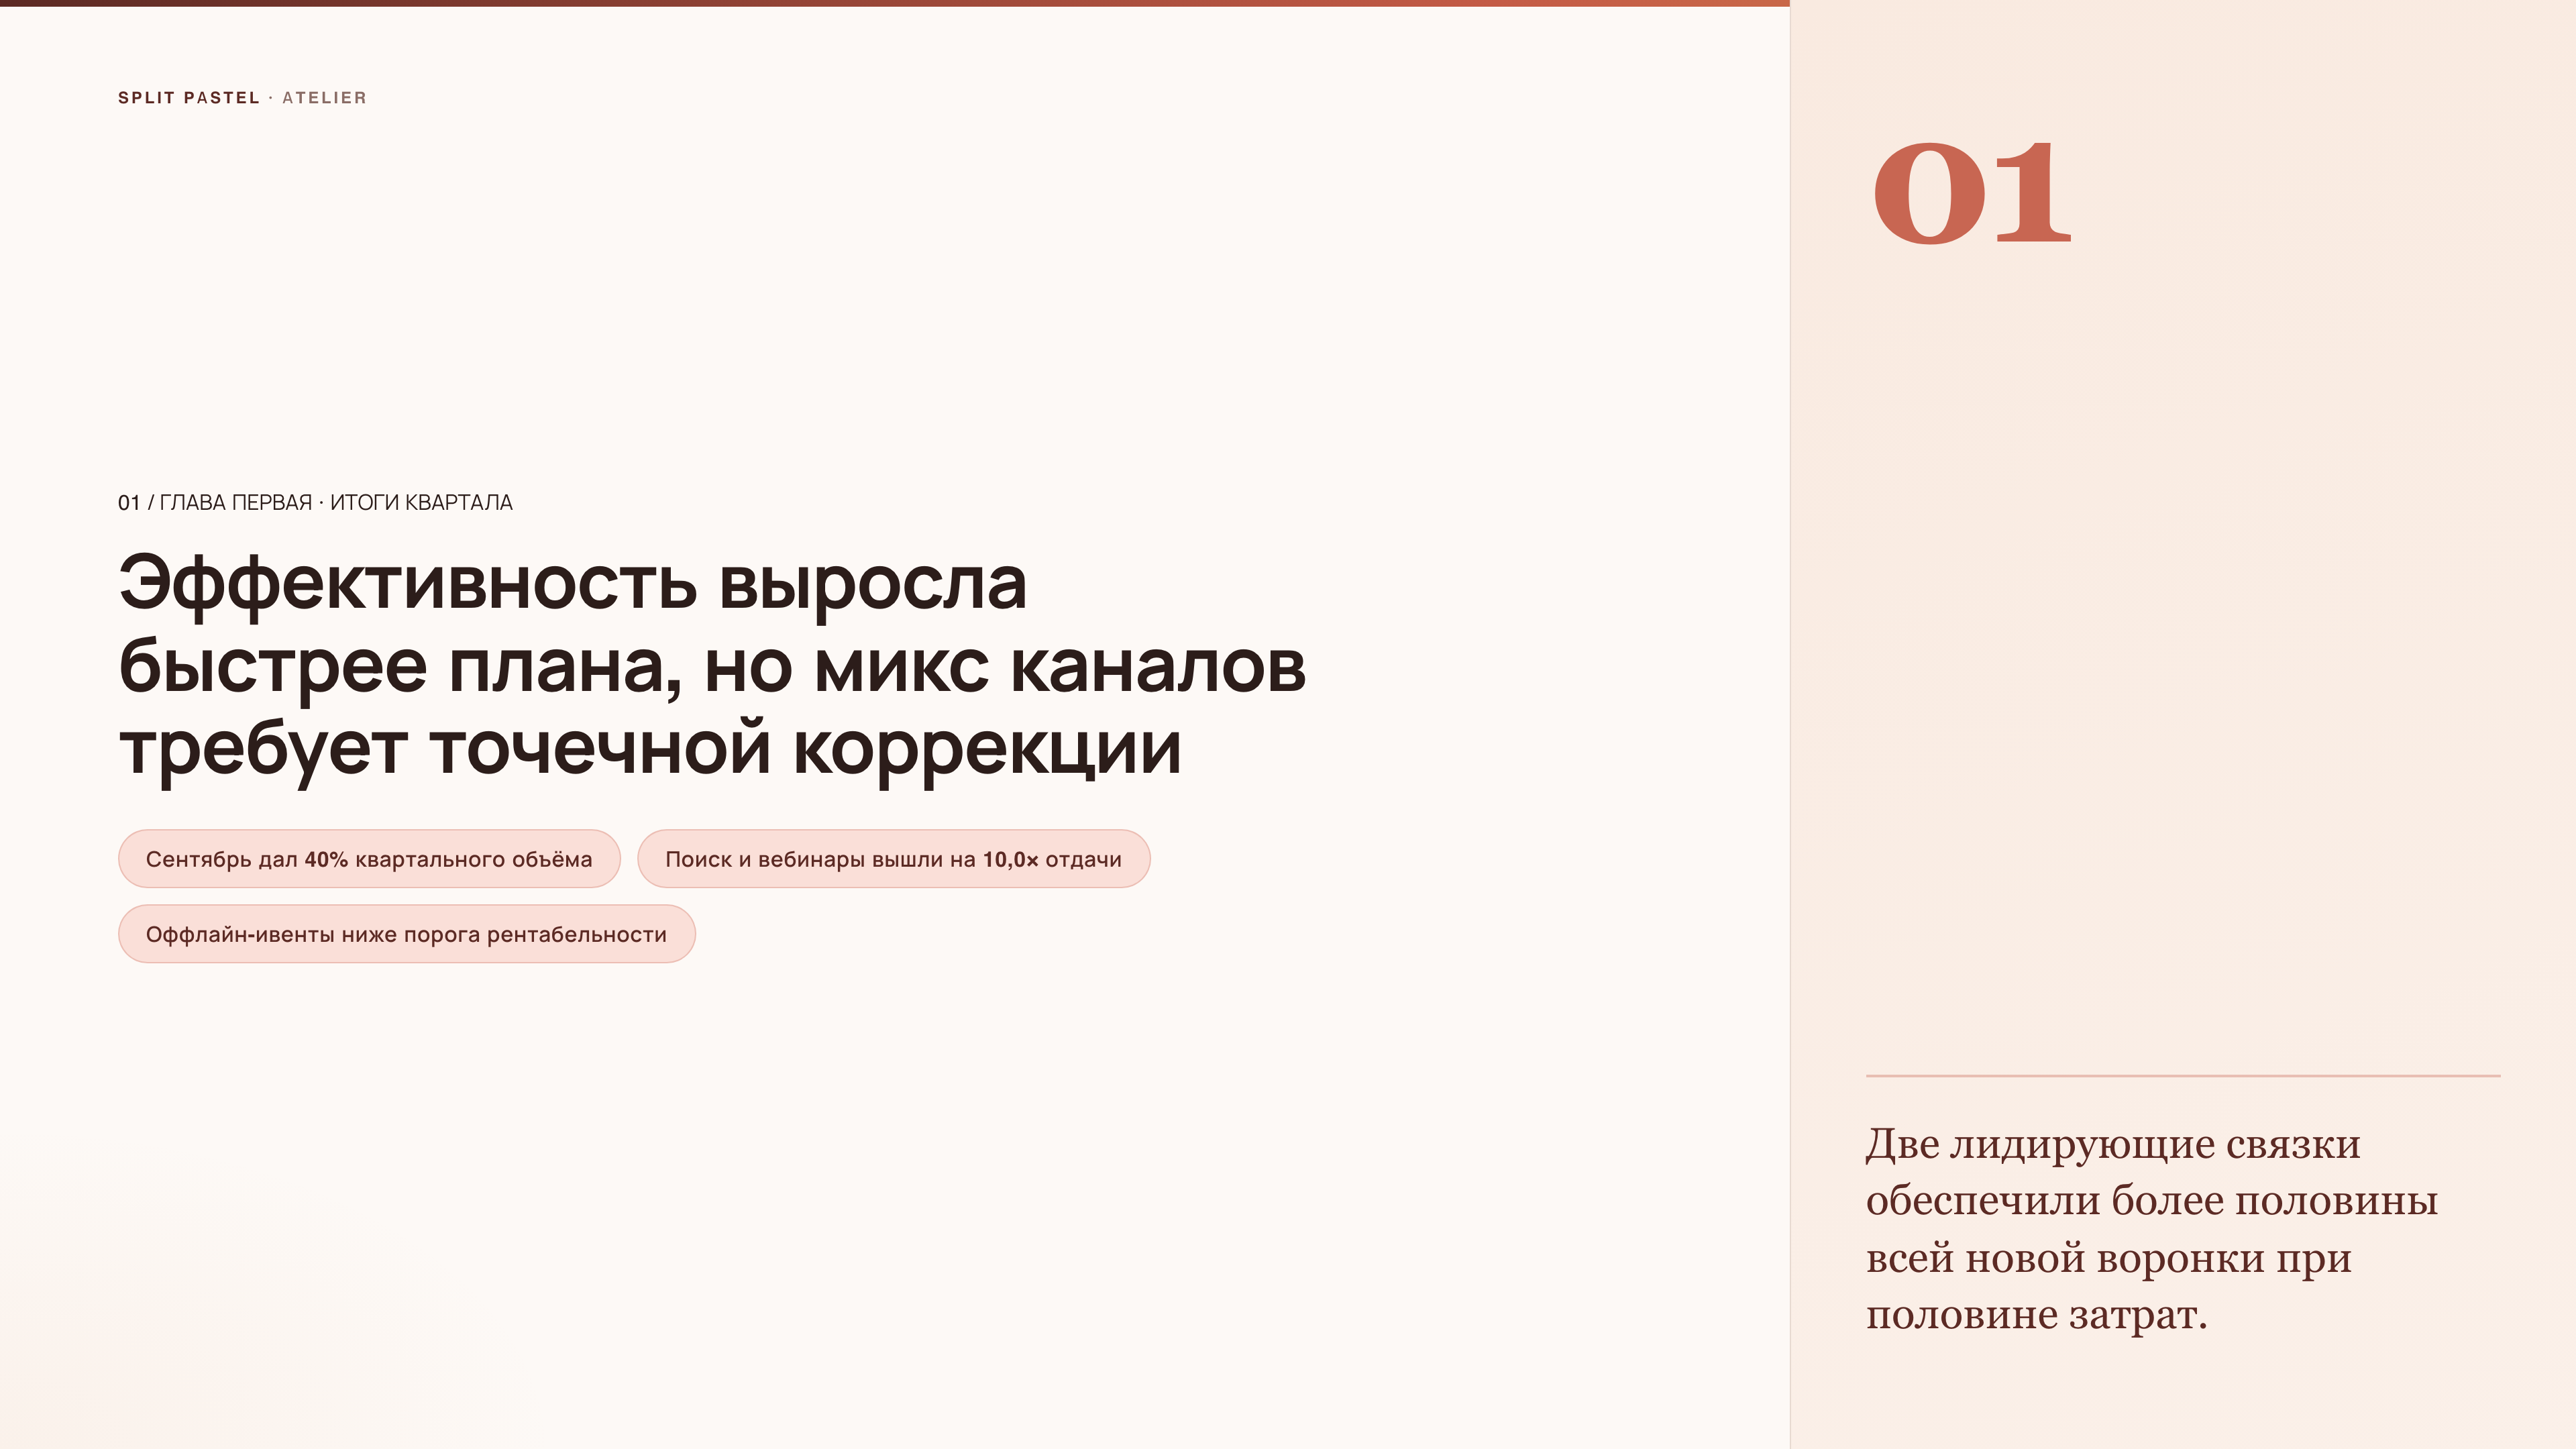 SPLIT PASTEL · ATELIER
01 / ГЛАВА ПЕРВАЯ · ИТОГИ КВАРТАЛА
Эффективность выросла
быстрее плана, но микс каналов
требует точечной коррекции
Сентябрь дал 40% квартального объёма
Поиск и вебинары вышли на 10,0× отдачи
Оффлайн-ивенты ниже порога рентабельности
01
Две лидирующие связки
обеспечили более половины
всей новой воронки при
половине затрат.